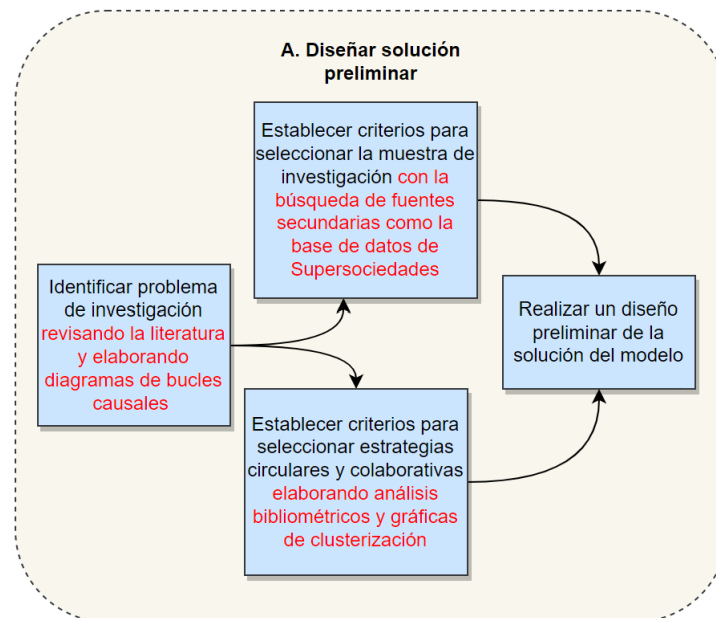 A. Diseñar solución
preliminar
Identificar problema
de investigación
revisando la literatura
y elaborando
diagramas de bucles
causales
Establecer criterios para
seleccionar la muestra de
investigación con la
búsqueda de fuentes
secundarias como la
base de datos de
Supersociedades
Establecer criterios para
seleccionar estrategias
circulares y colaborativas
elaborando análisis
bibliométricos y gráficas
de clusterización
Realizar un diseño
preliminar de la
solución del modelo